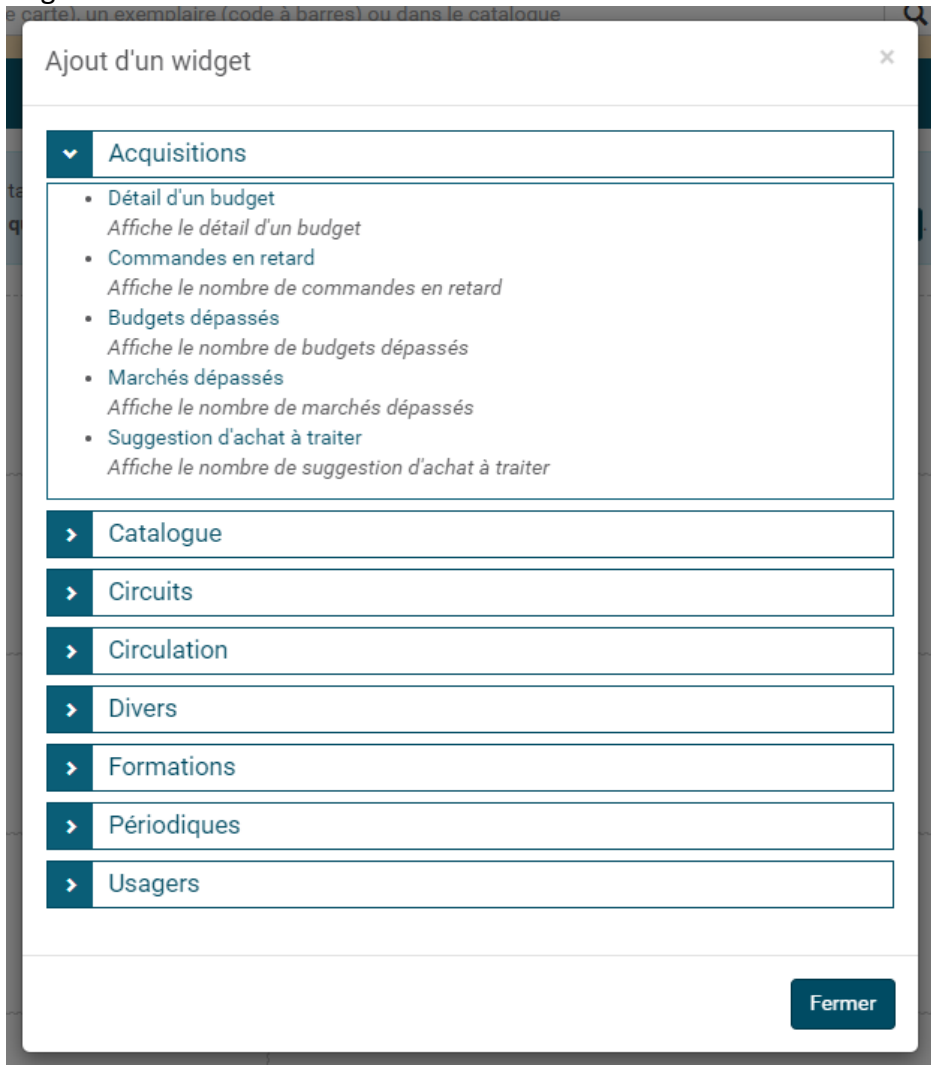 carte), un exemplaire (code à barres) ou dans le catalogue
Ajout d'un widget
×
Acquisitions
• Détail d'un budget
Affiche le détail d'un budget
• Commandes en retard
Affiche le nombre de commandes en retard
• Budgets dépassés
Affiche le nombre de budgets dépassés
• Marchés dépassés
Affiche le nombre de marchés dépassés
• Suggestion d'achat à traiter
Affiche le nombre de suggestion d'achat à traiter
Catalogue
Circuits
Circulation
Divers
Formations
Périodiques
Usagers
Fermer